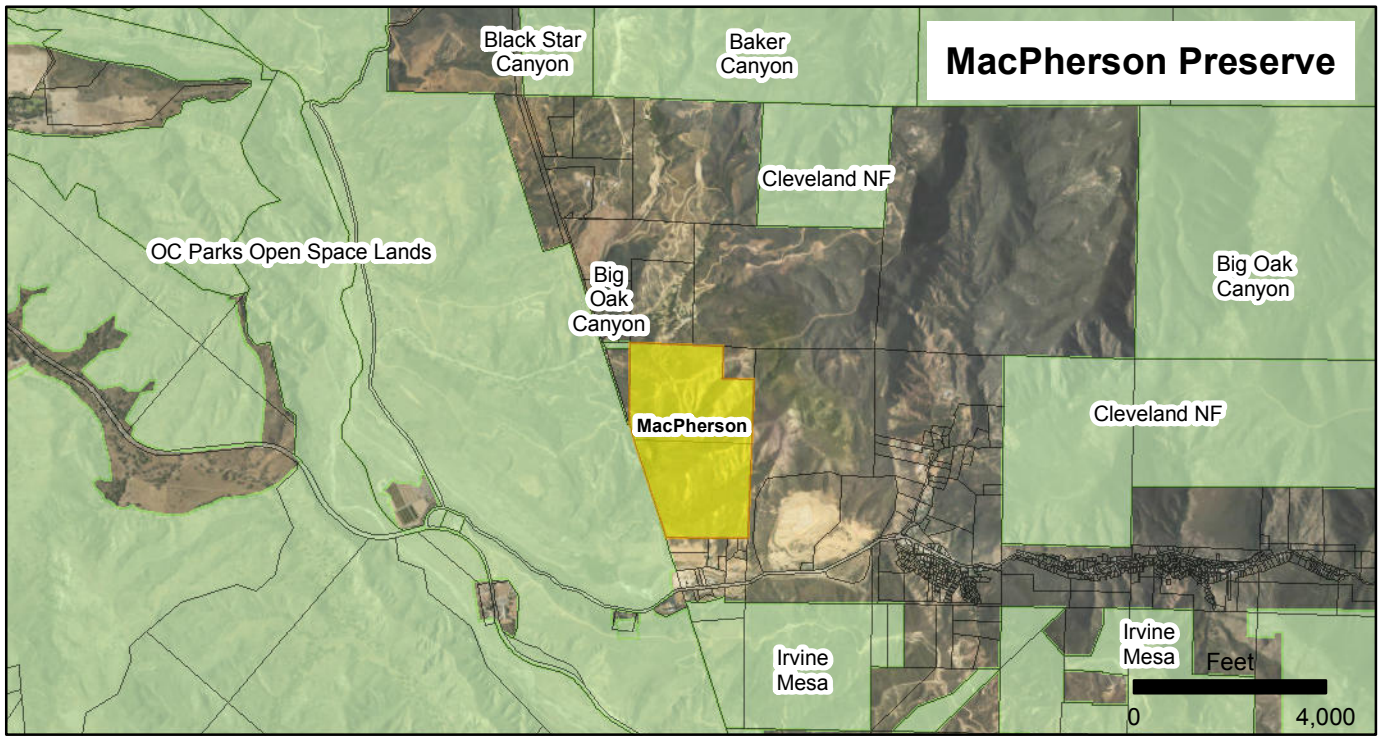 MacPherson Preserve
Black Star
Canyon
Baker
Canyon
Cleveland NF
OC Parks Open Space Lands
Big
Oak
Canyon
Big Oak
Canyon
MacPherson
Cleveland NF
Irvine
Mesa
Irvine
Mesa
Feet
0 4,000